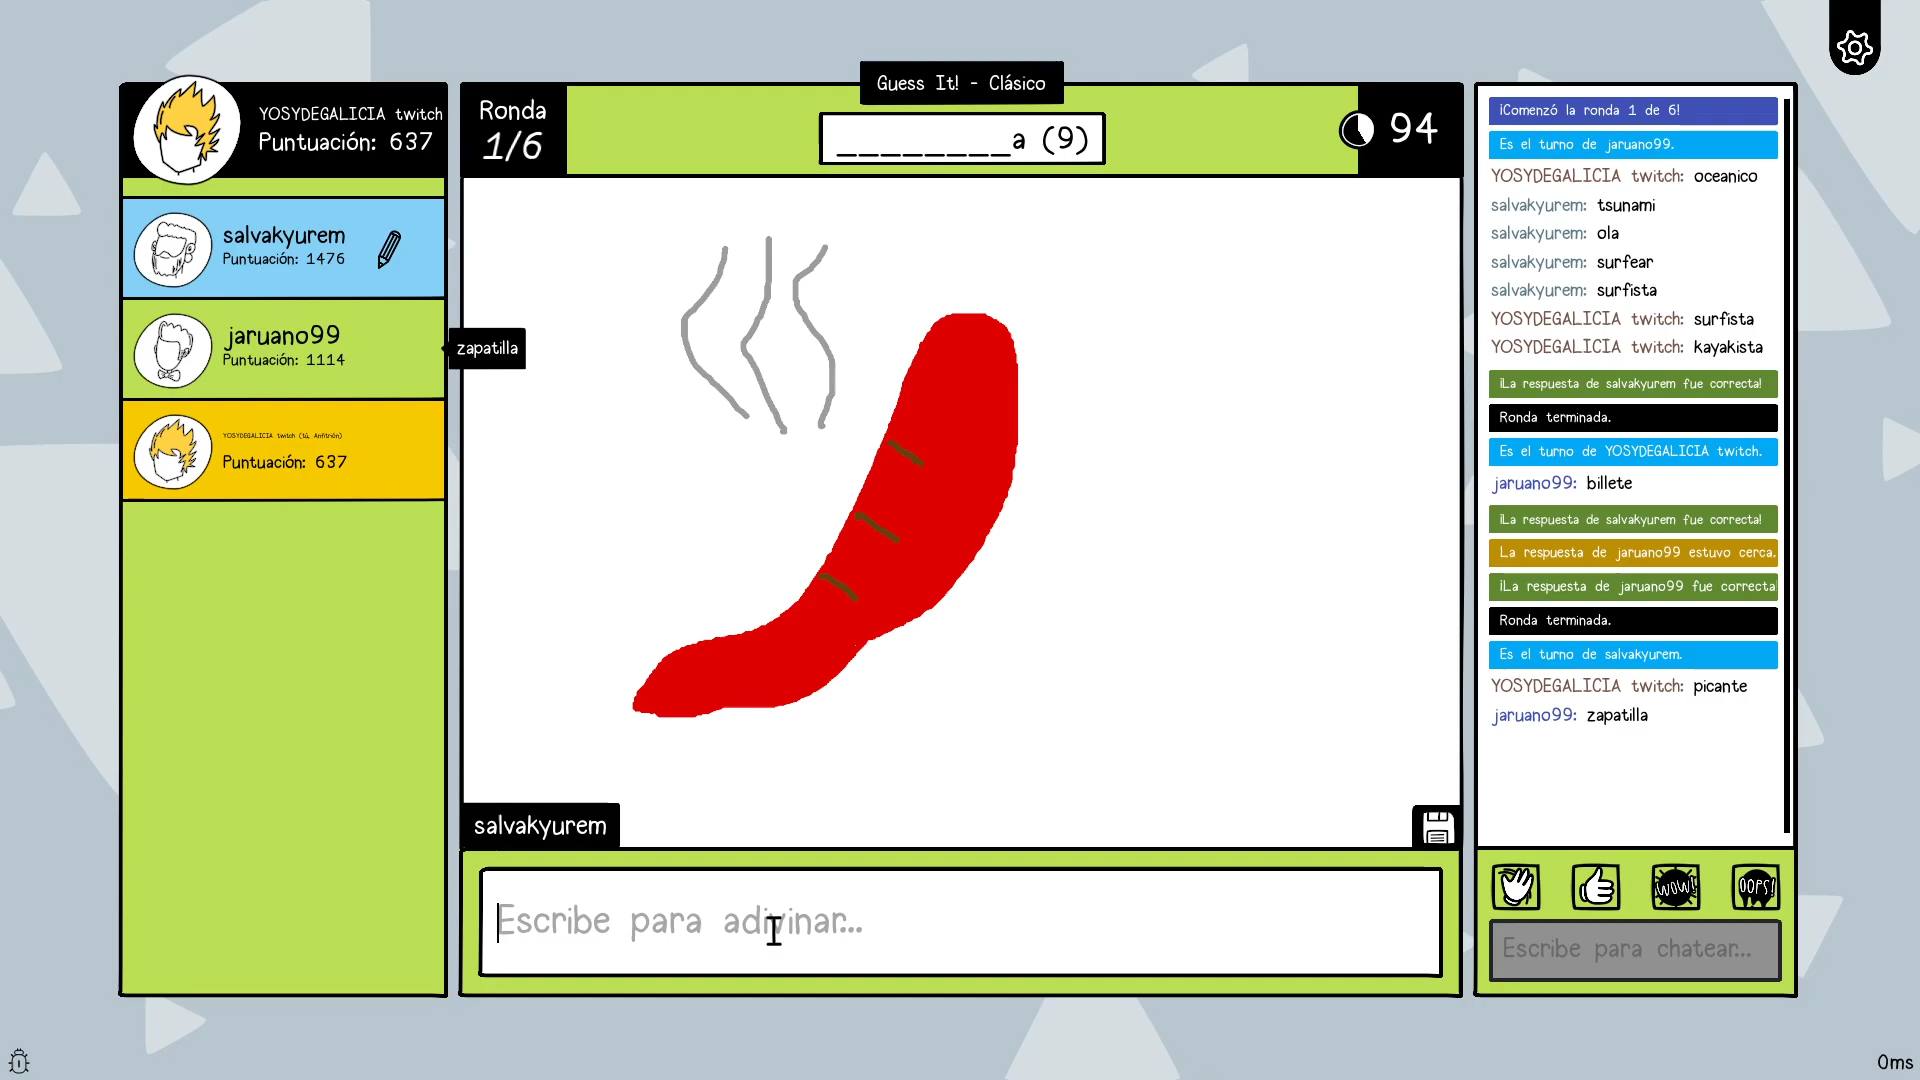 YOSYDEGALICIA twitch
Puntuación: 637
salvakyurem
Puntuación: 1476
jaruano99
Puntuación: 1114
zapatilla
YOSYDEGALICIA twitch (tú, Anfitrión)
Puntuación: 637
Ronda
1/6
Guess It! - Clásico
________a (9)
94
salvakyurem
Escribe para adivinar...
¡Comenzó la ronda 1 de 6!
Es el turno de jaruano99.
YOSYDEGALICIA twitch: oceanico
salvakyurem: tsunami
salvakyurem: ola
salvakyurem: surfear
salvakyurem: surfista
YOSYDEGALICIA twitch: surfista
YOSYDEGALICIA twitch: kayakista
¡La respuesta de salvakyurem fue correcta!
Ronda terminada.
Es el turno de YOSYDEGALICIA twitch.
jaruano99: billete
¡La respuesta de salvakyurem fue correcta!
La respuesta de jaruano99 estuvo cerca.
¡La respuesta de jaruano99 fue correcta
Ronda terminada.
Es el turno de salvakyurem.
YOSYDEGALICIA twitch: picante
jaruano99: zapatilla
WOW!
OOPS!
Escribe para chatear...
0ms